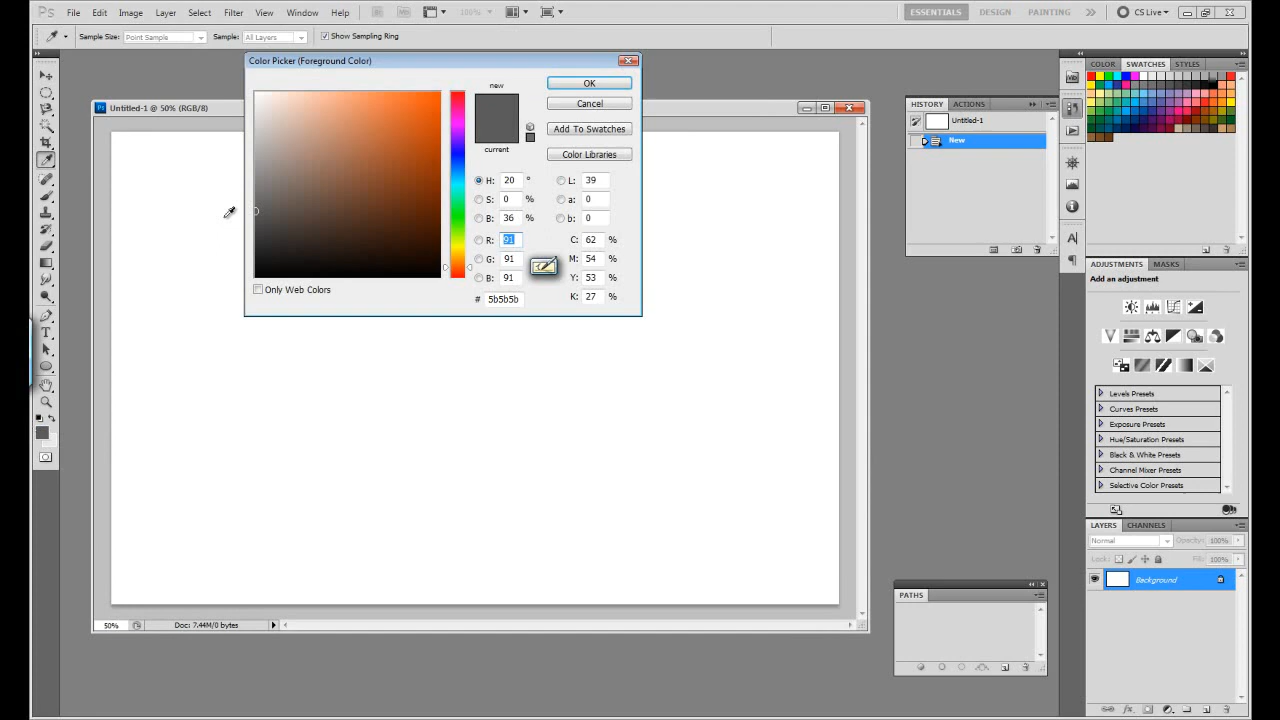 Ps File Edit Image Layer Select Filter View Window Help Mb 100% ESSENTIALS DESIGN PAINTING CS Live
Sample Size: Point Sample Sample: All Layers Show Sampling Ring
Color Picker (Foreground Color)
new
current
OK
Cancel
Add To Swatches
Color Libraries
H: 20 ° L: 39
S: 0 % a: 0
B: 36 % b: 0
R: 91 C: 62 %
G: 91 M: 54 %
B: 91 Y: 53 %
# 5b5b5b K: 27 %
Only Web Colors
Untitled-1 @ 50% (RGB/8)
50% Doc: 7.44M/0 bytes
HISTORY ACTIONS
Untitled-1
New
PATHS
COLOR SWATCHES STYLES
ADJUSTMENTS MASKS
Add an adjustment
Levels Presets
Curves Presets
Exposure Presets
Hue/Saturation Presets
Black & White Presets
Channel Mixer Presets
Selective Color Presets
LAYERS CHANNELS
Normal Opacity: 100%
Lock: Fill: 100%
Background